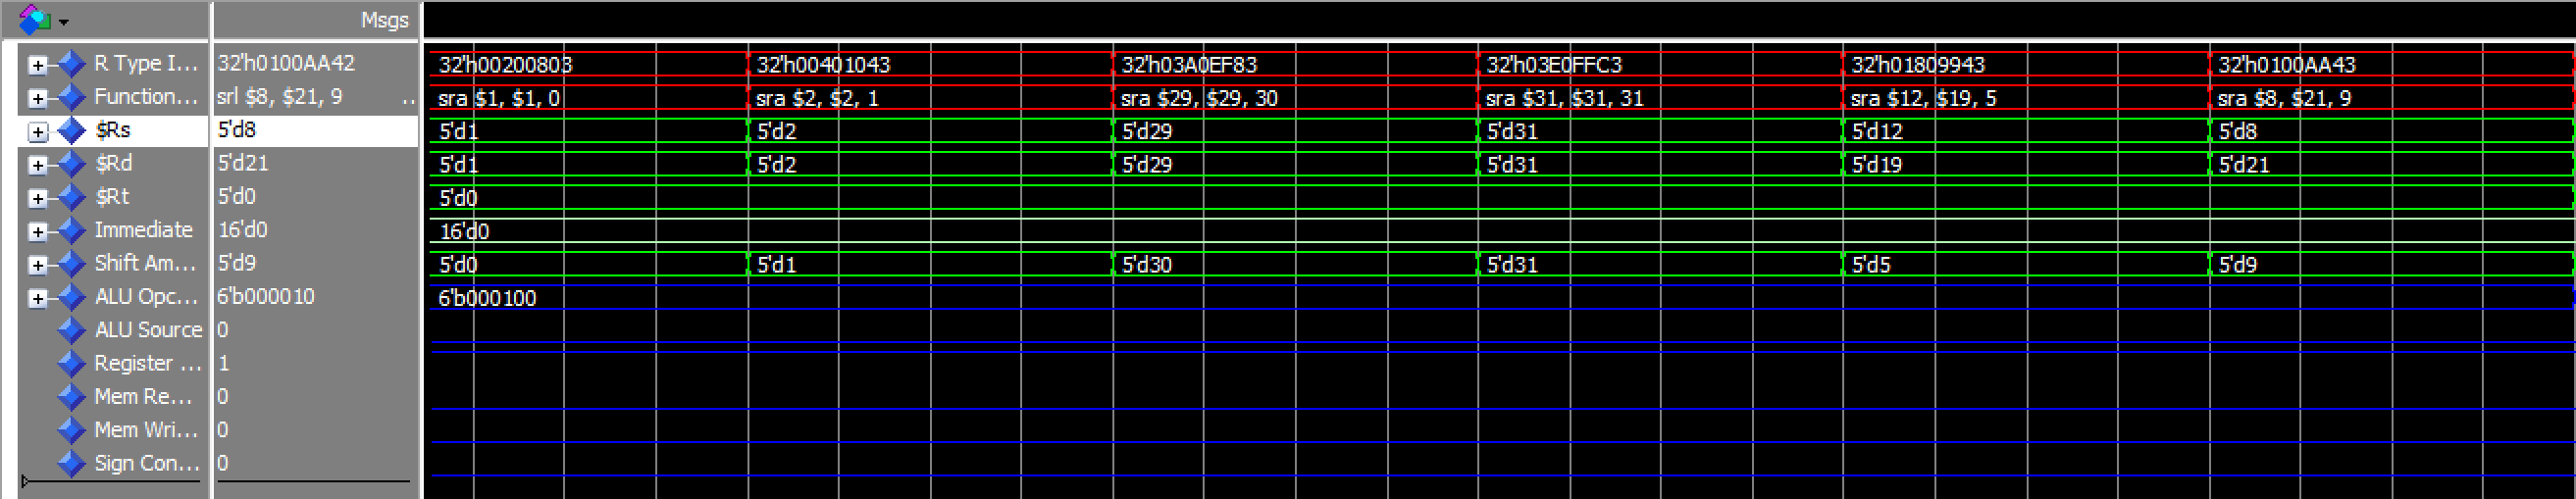 Msgs
R Type I... 32'h0100AA42 32'h00200803 32'h00401043 32'h03A0EF83 32'h03E0FFC3 32'h01809943 32'h0100AA43
Function... srl $8, $21, 9 .. sra $1, $1, 0 sra $2, $2, 1 sra $29, $29, 30 sra $31, $31, 31 sra $12, $19, 5 sra $8, $21, 9
$Rs 5'd8 5'd1 5'd2 5'd29 5'd31 5'd12 5'd8
$Rd 5'd21 5'd1 5'd2 5'd29 5'd31 5'd19 5'd21
$Rt 5'd0 5'd0
Immediate 16'd0 16'd0
Shift Am... 5'd9 5'd0 5'd1 5'd30 5'd31 5'd5 5'd9
ALU Opc... 6'b000010 6'b000100
ALU Source 0
Register ... 1
Mem Re... 0
Mem Wri... 0
Sign Con... 0